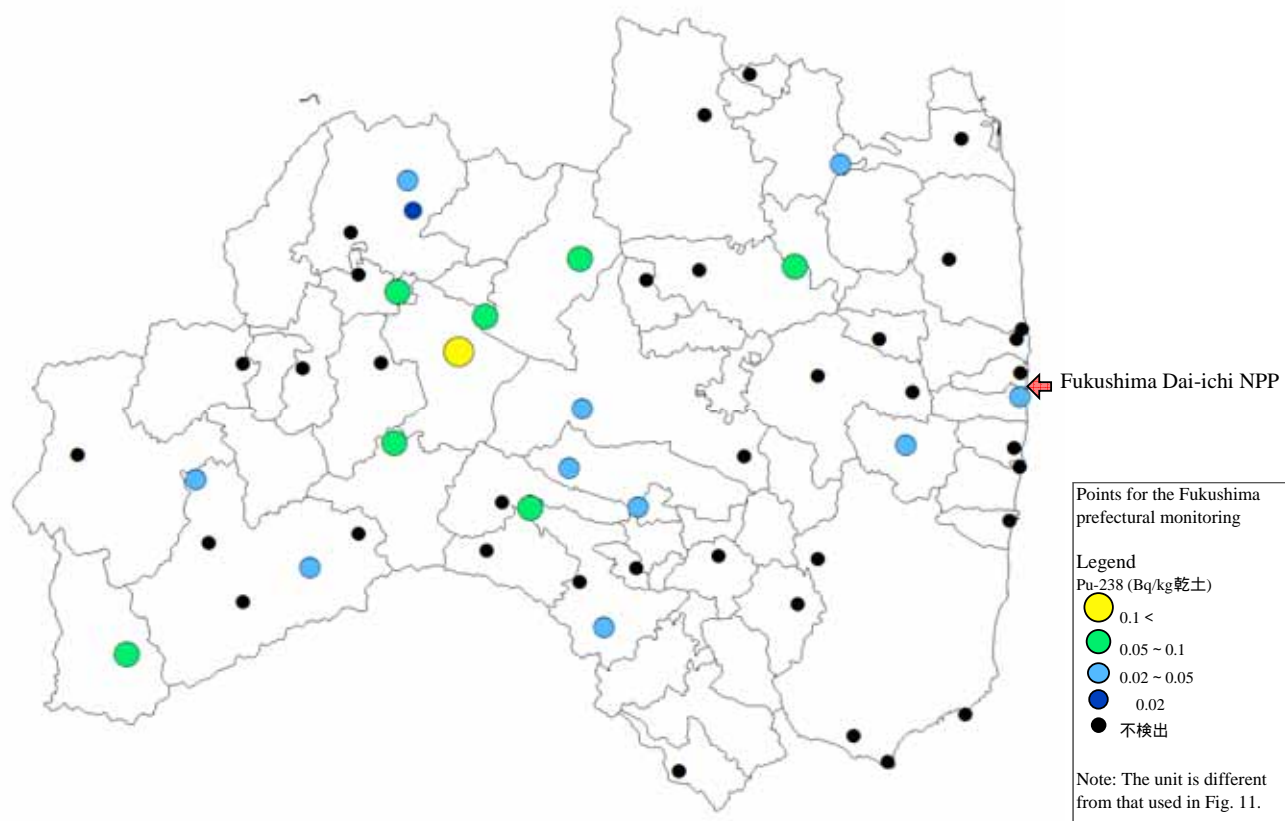 Fukushima Dai-ichi NPP
Points for the Fukushima
prefectural monitoring
Legend
Pu-238 (Bq/kg乾土)
0.1 <
0.05 ~ 0.1
0.02 ~ 0.05
0.02
不検出
Note: The unit is different
from that used in Fig. 11.